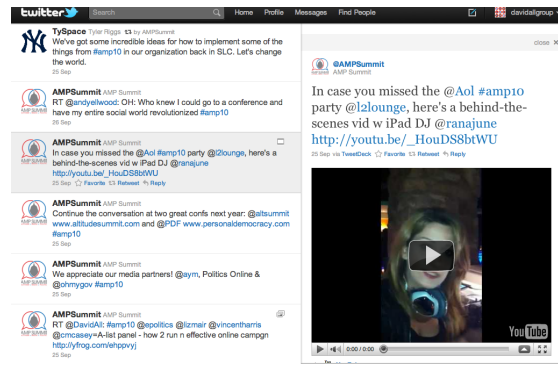 twitter
Search
Home Profile Messages Find People
davidallgroup
TySpace Tyler Riggs by AMPSummit
We've got some incredible ideas for how to implement some of the
things from #amp10 in our organization back in SLC. Let's change
the world.
25 Sep
AMPSummit AMP Summit
RT @andyellwood: OH: Who knew I could go to a conference and
have my entire social world revolutionized #amp10
26 Sep
AMPSummit AMP Summit
In case you missed the @Aol #amp10 party @l2lounge, here's a
behind-the-scenes vid w iPad DJ @ranajune
http://youtu.be/_HouDS8btWU
25 Sep Favorite Retweet Reply
AMPSummit AMP Summit
Continue the conversation at two great confs next year: @altsummit
www.altitudesummit.com and @PDF www.personaldemocracy.com
#amp10
25 Sep
AMPSummit AMP Summit
We appreciate our media partners! @aym, Politics Online &
@ohmygov #amp10
25 Sep
AMPSummit AMP Summit
RT @DavidAll: #amp10 @epolitics @lizmair @vincentharris
@cmcasey=A-list panel - how 2 run n effective online campgn
http://yfrog.com/ehppvyj
25 Sep
close x
@AMPSummit
AMP Summit
In case you missed the @Aol #amp10
party @l2lounge, here's a behind-the-
scenes vid w iPad DJ @ranajune
http://youtu.be/_HouDS8btWU
25 Sep via TweetDeck Favorite Retweet Reply
YouTube
0:00 / 0:00